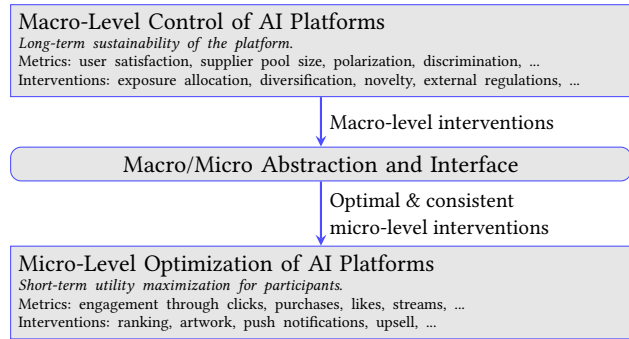 Macro-Level Control of AI Platforms
Long-term sustainability of the platform.
Metrics: user satisfaction, supplier pool size, polarization, discrimination, ...
Interventions: exposure allocation, diversification, novelty, external regulations, ...
Macro-level interventions
Macro/Micro Abstraction and Interface
Optimal & consistent
micro-level interventions
Micro-Level Optimization of AI Platforms
Short-term utility maximization for participants.
Metrics: engagement through clicks, purchases, likes, streams, ...
Interventions: ranking, artwork, push notifications, upsell, ...